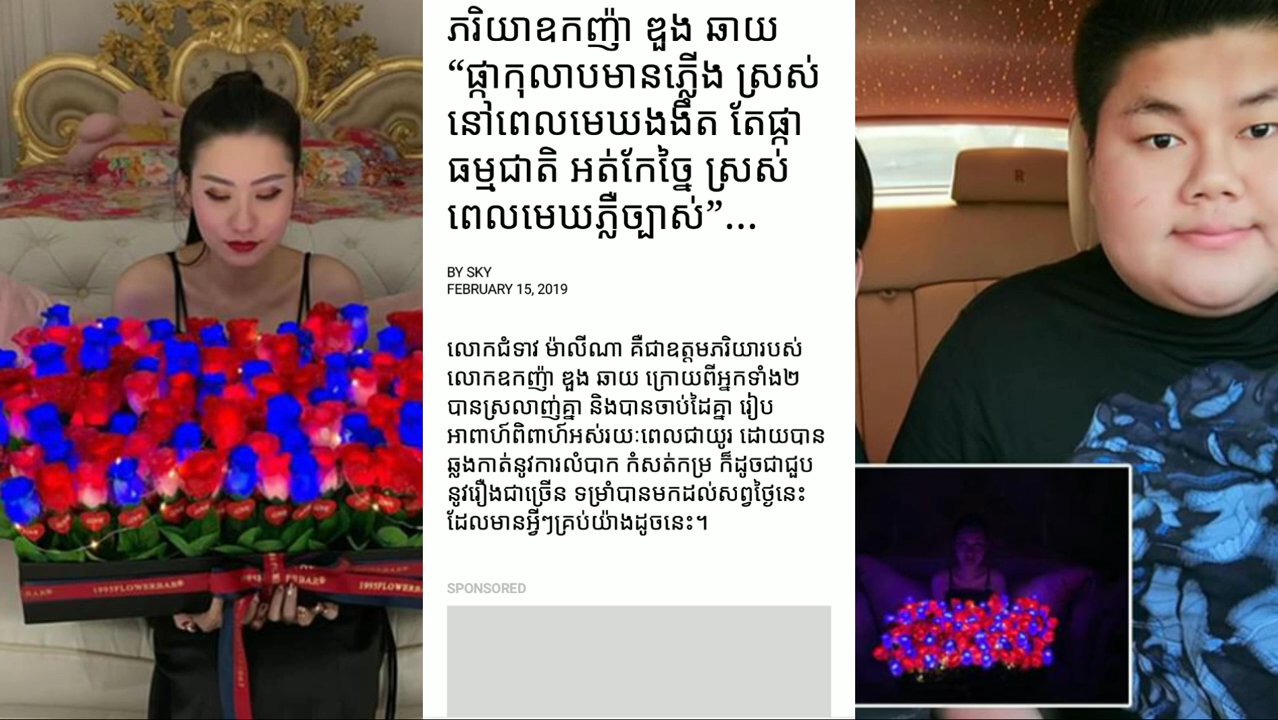 ភរិយាឧកញ៉ា ឌួង ឆាយ
“ផ្កាកុលាបមានភ្លើង ស្រស់
នៅពេលមេឃងងឹត តែផ្កា
ធម្មជាតិ អត់កែច្នៃ ស្រស់
ពេលមេឃភ្លឺច្បាស់”...
BY SKY
FEBRUARY 15, 2019
លោកជំទាវ ម៉ាលីណា គឺជាឧត្តមភរិយារបស់
លោកឧកញ៉ា ឌួង ឆាយ ក្រោយពីអ្នកទាំង២
បានស្រលាញ់គ្នា និងបានចាប់ដៃគ្នា រៀប
អាពាហ៍ពិពាហ៍អស់រយៈពេលជាយូរ ដោយបាន
ឆ្លងកាត់នូវការលំបាក កំសត់កម្រ ក៏ដូចជាជួប
នូវរឿងជាច្រើន ទម្រាំបានមកដល់សព្វថ្ងៃនេះ
ដែលមានអ្វីៗគ្រប់យ៉ាងដូចនេះ។
SPONSORED
1995FLOWERBAR®
R